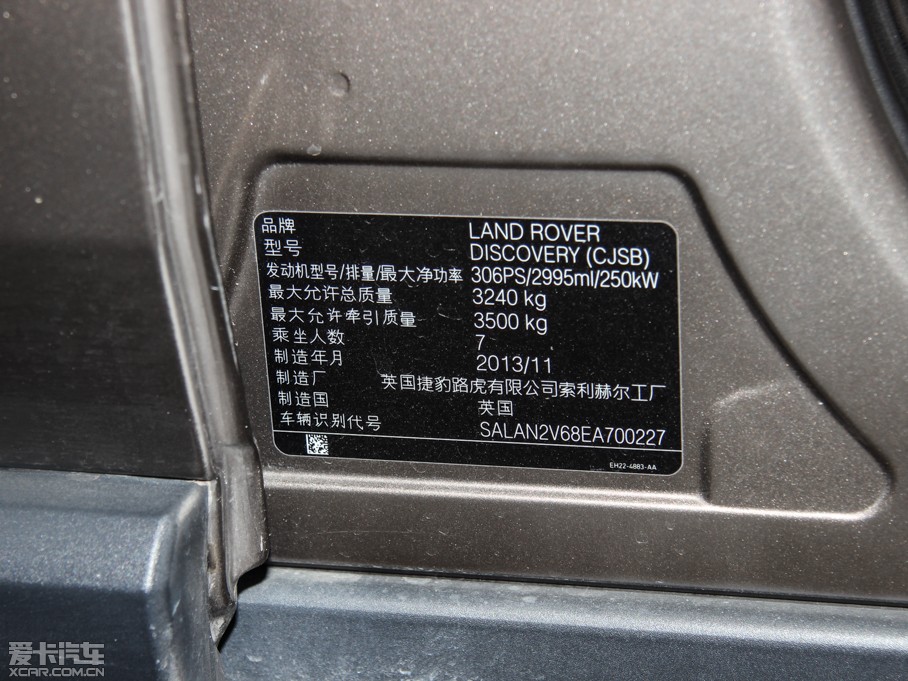 品牌 LAND ROVER
型号 DISCOVERY (CJSB)
发动机型号/排量/最大净功率 306PS/2995ml/250kW
最大允许总质量 3240 kg
最大允许牵引质量 3500 kg
乘坐人数 7
制造年月 2013/11
制造厂 英国捷豹路虎有限公司索利赫尔工厂
制造国 英国
车辆识别代号 SALAN2V68EA700227
EH22-4883-AA
爱卡汽车
XCAR.COM.CN